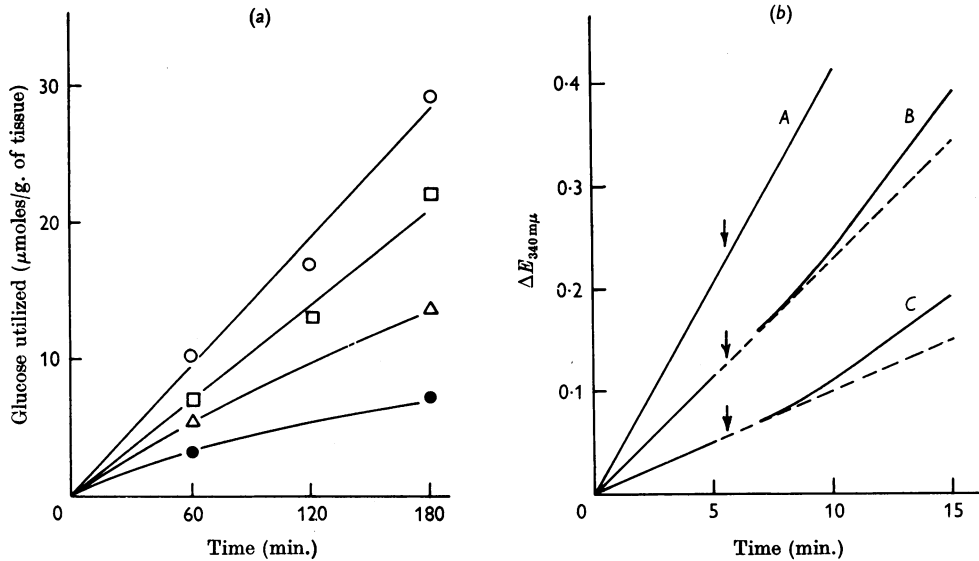 (a)
Glucose utilized (μmoles/g. of tissue)
30
20
10
0
60
120
180
Time (min.)
(b)
ΔE340 mμ
0·4
0·3
0·2
0·1
0
5
10
15
Time (min.)
A
B
C